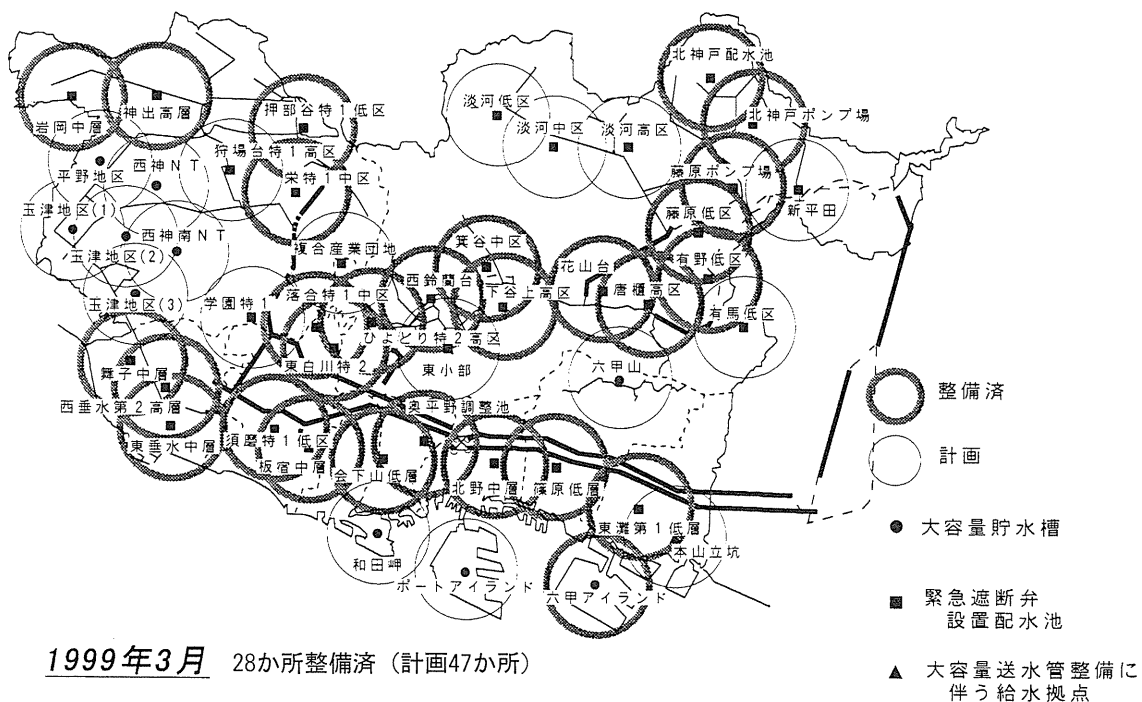 北神戸配水池
淡河低区
神出高層
押部谷特1低区
北神戸ポンプ場
岩岡中層
淡河中区
淡河高区
狩場台特1高区
西神NT
平野地区
栄特1中区
藤原ポンプ場
玉津地区(1)
藤原低区
新平田
西神南NT
複合産業団地
箕谷中区
玉津地区(2)
花山台
有野低区
西鈴蘭台
ニュ
下谷上高区
唐櫃高区
玉津地区(3)
学園特1
落合特1中区
有馬低区
ひよどり特2高区
東白川特2
東小部
六甲山
舞子中層
西垂水第2高層
奥平野調整池
東垂水中層
須磨特1低区
板宿中層
会下山低層
北野中層
篠原低層
東灘第1低層
本山立坑
和田岬
ポートアイランド
六甲アイランド
整備済
計画
大容量貯水槽
緊急遮断弁
設置配水池
大容量送水管整備に
伴う給水拠点
1999年3月 28か所整備済（計画47か所）